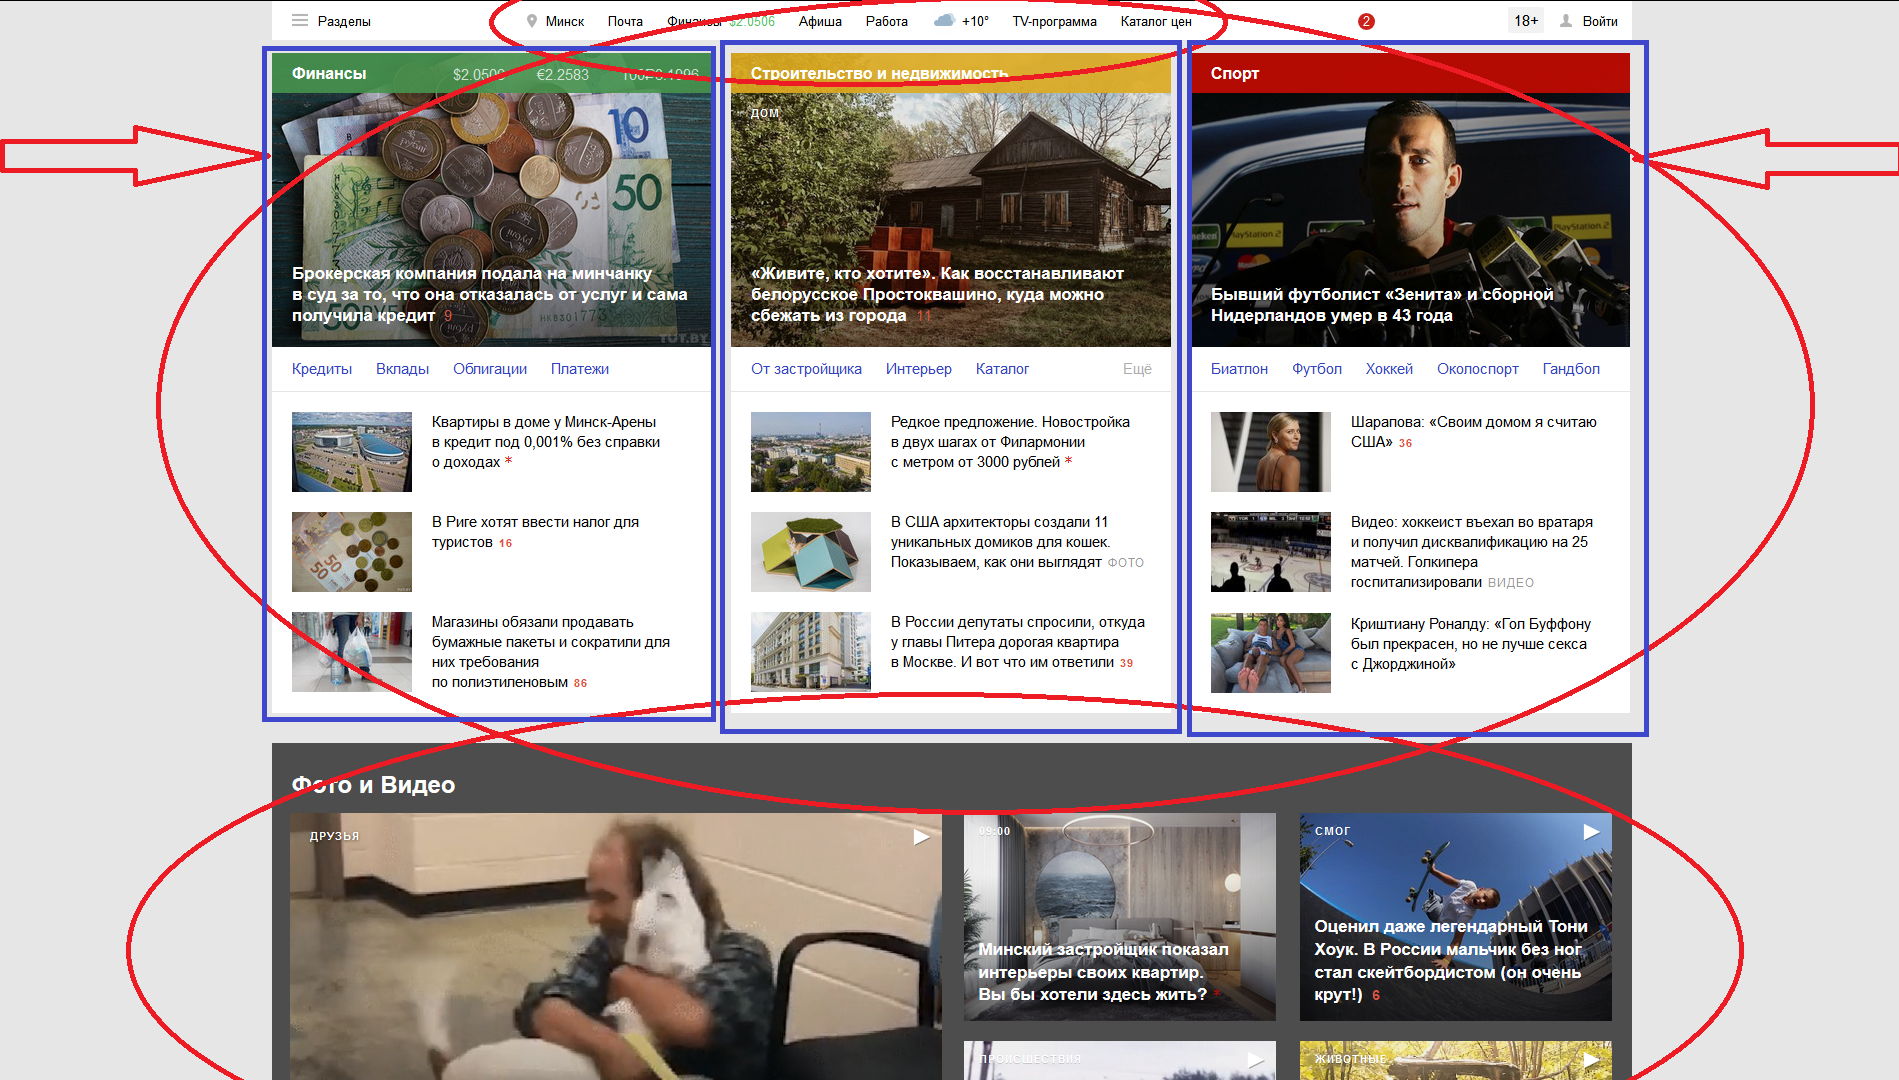 Разделы
Минск
Почта
Финансы $2.0506
Афиша
Работа
+10°
TV-программа
Каталог цен
2
18+
Войти
Финансы
$2.0506
€2.2583
Брокерская компания подала на минчанку
в суд за то, что она отказалась от услуг и сама
получила кредит 9
Кредиты
Вклады
Облигации
Платежи
Квартиры в доме у Минск-Арены
в кредит под 0,001% без справки
о доходах *
В Риге хотят ввести налог для
туристов 16
Магазины обязали продавать
бумажные пакеты и сократили для
них требования
по полиэтиленовым 86
Строительство и недвижимость
ДОМ
«Живите, кто хотите». Как восстанавливают
белорусское Простоквашино, куда можно
сбежать из города 11
От застройщика
Интерьер
Каталог
Ещё
Редкое предложение. Новостройка
в двух шагах от Филармонии
с метром от 3000 рублей *
В США архитекторы создали 11
уникальных домиков для кошек.
Показываем, как они выглядят ФОТО
В России депутаты спросили, откуда
у главы Питера дорогая квартира
в Москве. И вот что им ответили 39
Спорт
Бывший футболист «Зенита» и сборной
Нидерландов умер в 43 года
Биатлон
Футбол
Хоккей
Околоспорт
Гандбол
Шарапова: «Своим домом я считаю
США» 36
Видео: хоккеист въехал во вратаря
и получил дисквалификацию на 25
матчей. Голкипера
госпитализировали ВИДЕО
Криштиану Роналду: «Гол Буффону
был прекрасен, но не лучше секса
с Джорджиной»
Фото и Видео
ДРУЗЬЯ
09:00
Минский застройщик показал
интерьеры своих квартир.
Вы бы хотели здесь жить? *
СМОГ
Оценил даже легендарный Тони
Хоук. В России мальчик без ног
стал скейтбордистом (он очень
крут!) 6
ПРОИСШЕСТВИЯ
ЖИВОТНЫЕ